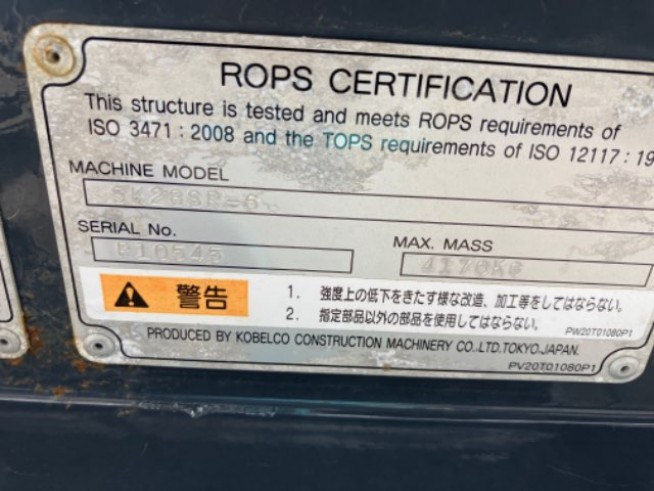 ROPS CERTIFICATION
This structure is tested and meets ROPS requirements of
ISO 3471 : 2008 and the TOPS requirements of ISO 12117 : 19
MACHINE MODEL
SERIAL No.
MAX. MASS
4170KG
警告
1. 強度上の低下をきたす様な改造、加工等をしてはならない。
2. 指定部品以外の部品を使用してはならない。
PW20T01080P1
PRODUCED BY KOBELCO CONSTRUCTION MACHINERY CO.,LTD.TOKYO.JAPAN.
PV20T01080P1